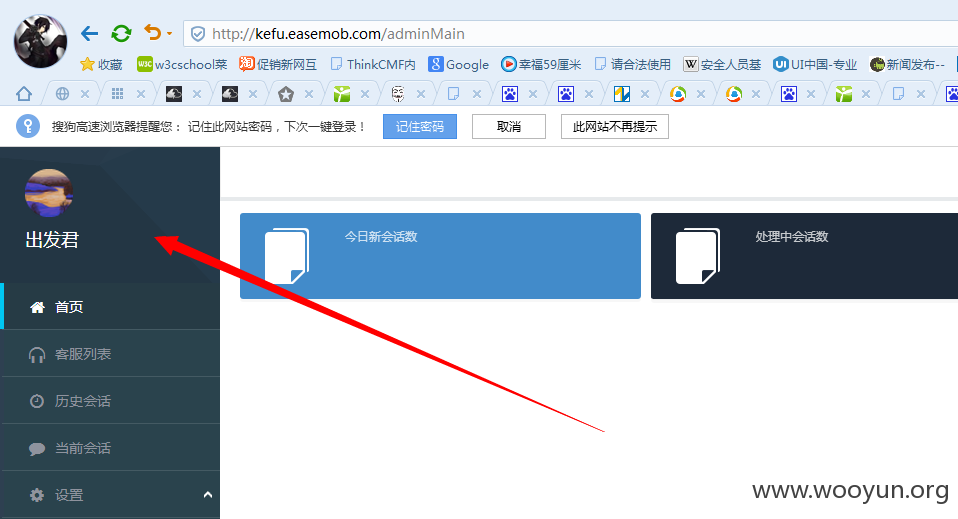 http://kefu.easemob.com/adminMain
收藏 w3cschool菜 促销新网互 ThinkCMF内 Google 幸福59厘米 请合法使用 安全人员基 UI中国-专业 新闻发布--
搜狗高速浏览器提醒您： 记住此网站密码，下次一键登录！ 记住密码 取消 此网站不再提示
出发君
今日新会话数 处理中会话数
首页
客服列表
历史会话
当前会话
设置
www.wooyun.org